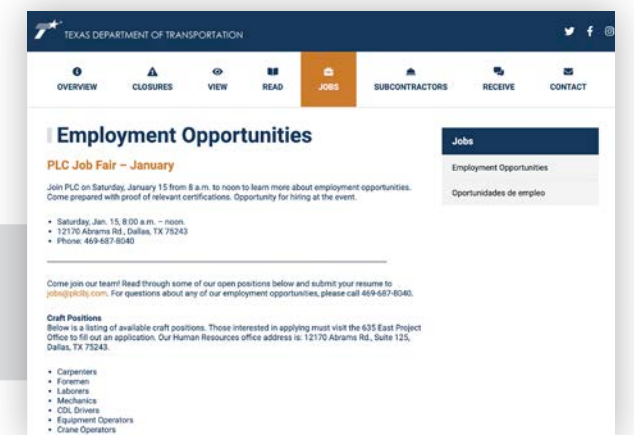 TEXAS DEPARTMENT OF TRANSPORTATION
OVERVIEW
CLOSURES
VIEW
READ
JOBS
SUBCONTRACTORS
RECEIVE
CONTACT
Employment Opportunities
PLC Job Fair – January
Join PLC on Saturday, January 15 from 8 a.m. to noon to learn more about employment opportunities.
Come prepared with proof of relevant certifications. Opportunity for hiring at the event.
• Saturday, Jan. 15, 8:00 a.m. – noon.
• 12170 Abrams Rd., Dallas, TX 75243
• Phone: 469-687-8040
Come join our team! Read through some of our open positions below and submit your resume to
jobs@plclbj.com. For questions about any of our employment opportunities, please call 469-687-8040.
Craft Positions
Below is a listing of available craft positions. Those interested in applying must visit the 635 East Project
Office to fill out an application. Our Human Resources office address is: 12170 Abrams Rd., Suite 125,
Dallas, TX 75243.
• Carpenters
• Foremen
• Laborers
• Mechanics
• CDL Drivers
• Equipment Operators
• Crane Operators
Jobs
Employment Opportunities
Oportunidades de empleo